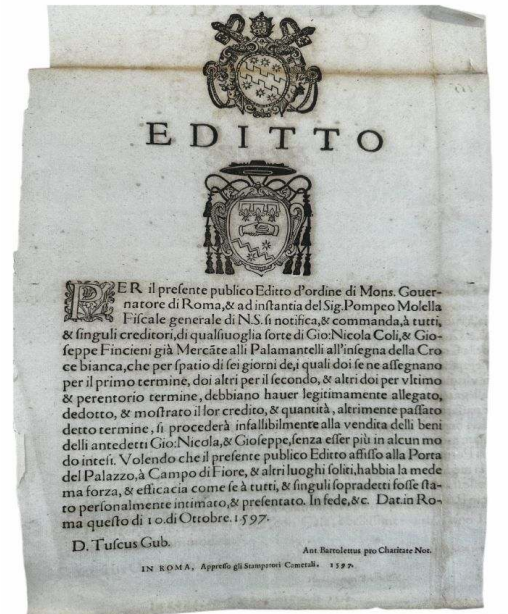 EDITTO
PER il presente publico Editto d'ordine di Mons. Gouer-
natore di Roma, & ad instantia del Sig. Pompeo Molella
Fiscale generale di N.S. si notifica, & commanda, à tutti,
& singuli creditori, di qualsiuoglia sorte di Gio: Nicola Coli, & Gio-
seppe Fincieni già Mercāte alli Palamantelli all'insegna della Cro
ce bianca, che per spatio di sei giorni de, i quali doi se ne assegnano
per il primo termine, doi altri per il secondo, & altri doi per vltimo
& perentorio termine, debbiano hauer legitimamente allegato,
dedotto, & mostrato il lor credito, & quantità, altrimente passato
detto termine, si procederà infallibilmente alla vendita delli beni
delli antedetti Gio: Nicola, & Gioseppe, senza esser più in alcun mo
do intesi. Volendo che il presente publico Editto affisso alla Porta
del Palazzo, à Campo di Fiore, & altri luoghi soliti, habbia la mede
ma forza, & efficacia come se à tutti, & singuli sopradetti fosse sta-
to personalmente intimato, & presentato. In fede, &c. Dat. in Ro-
ma questo di 10. di Ottobre. 1597.
D. Tuscus Gub.
Ant. Bartolettus pro Charitate Not.
IN ROMA, Appresso gli Stampatori Camerali. 1597.